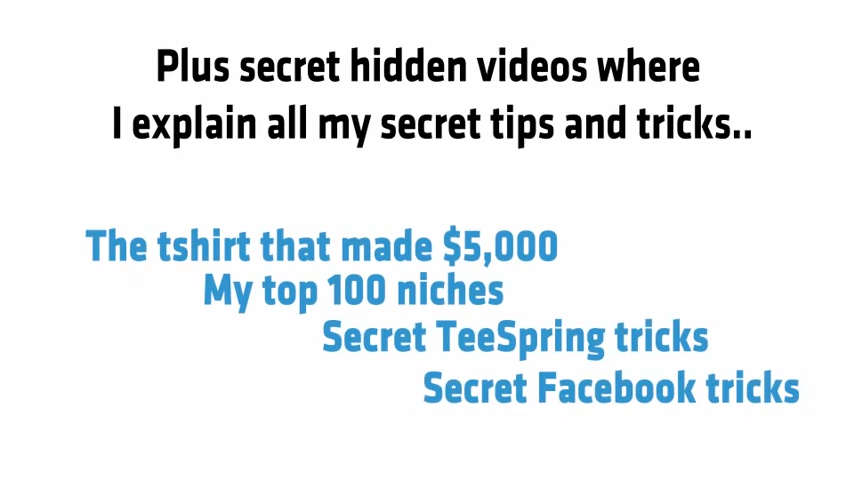 Plus secret hidden videos where
I explain all my secret tips and tricks..
The tshirt that made $5,000
My top 100 niches
Secret TeeSpring tricks
Secret Facebook tricks